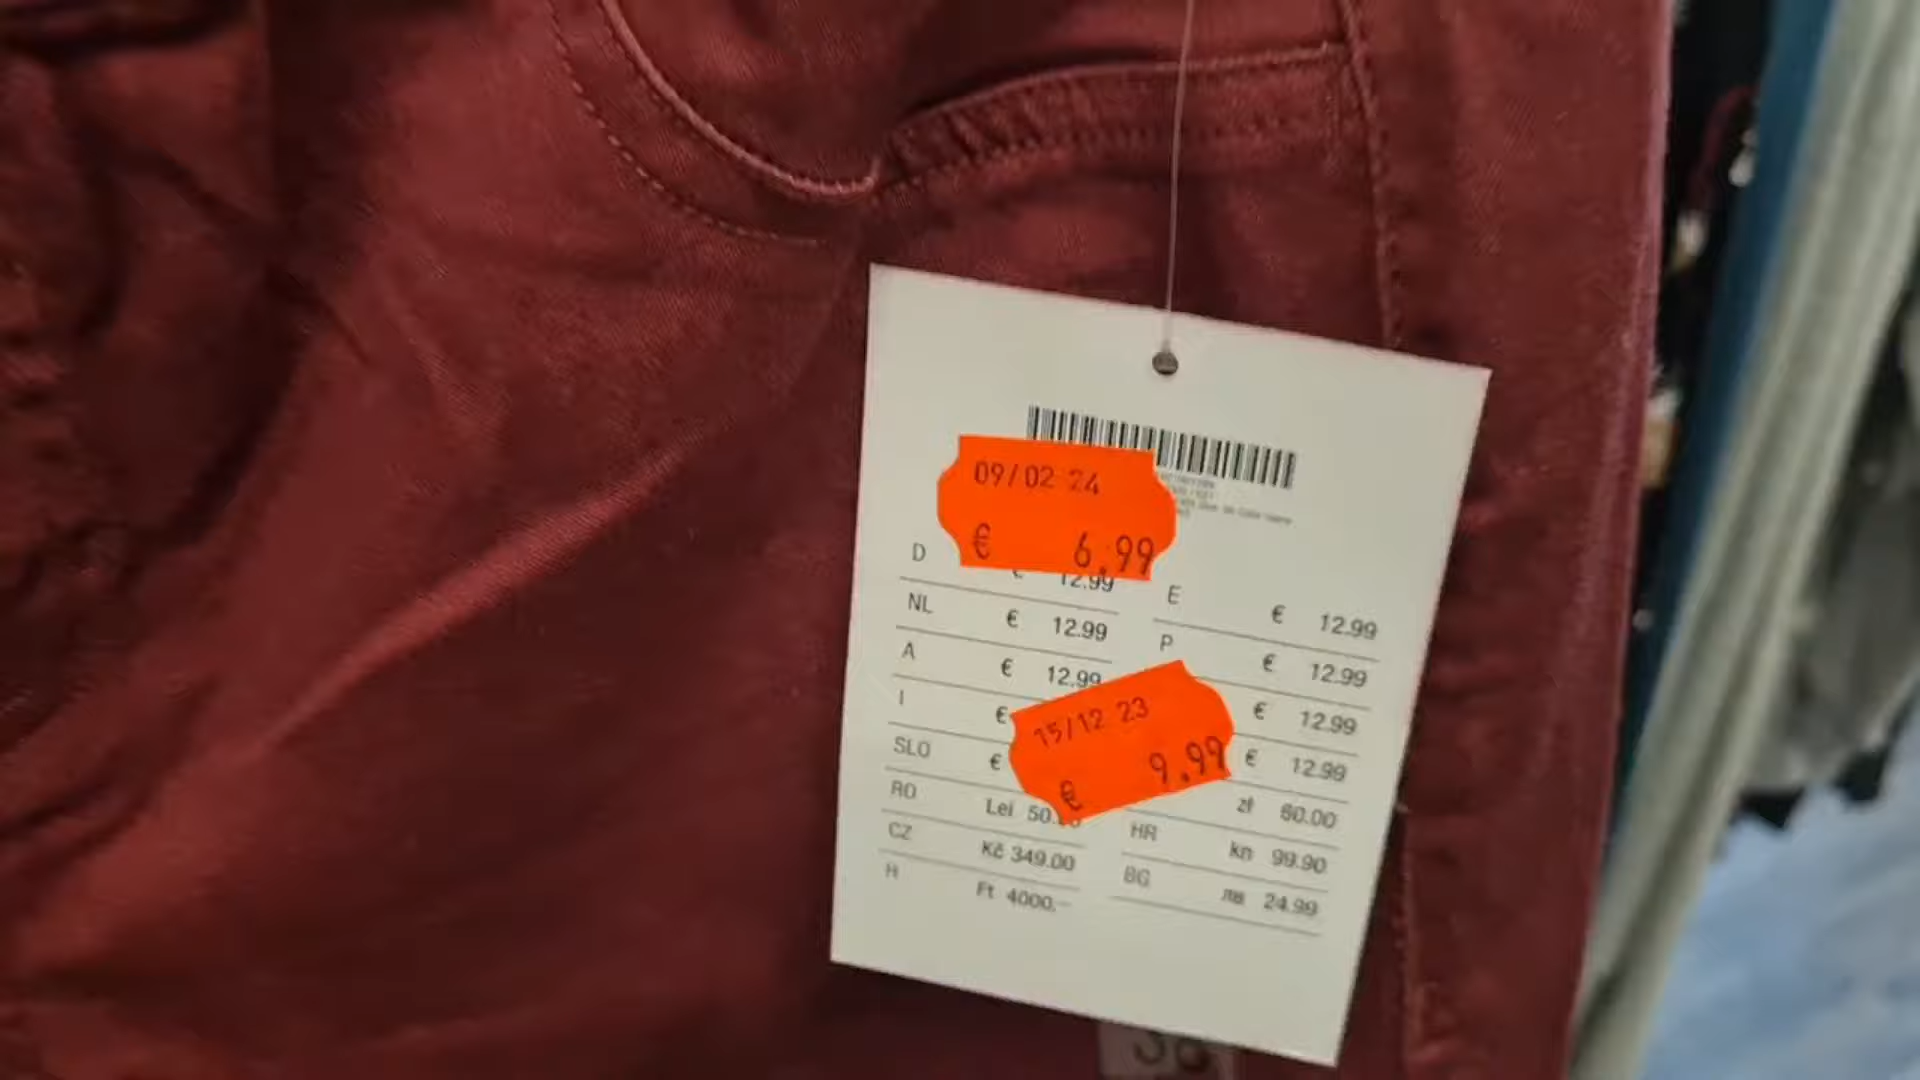 09/02 24
€ 6.99
D € 12.99
NL € 12.99
A € 12.99
I €
SLO €
RO Lei 50.
CZ Kč 349.00
H Ft 4000.–
15/12 23
€ 9.99
E € 12.99
P € 12.99
€ 12.99
€ 12.99
zł 60.00
HR kn 99.90
BG лв 24.99